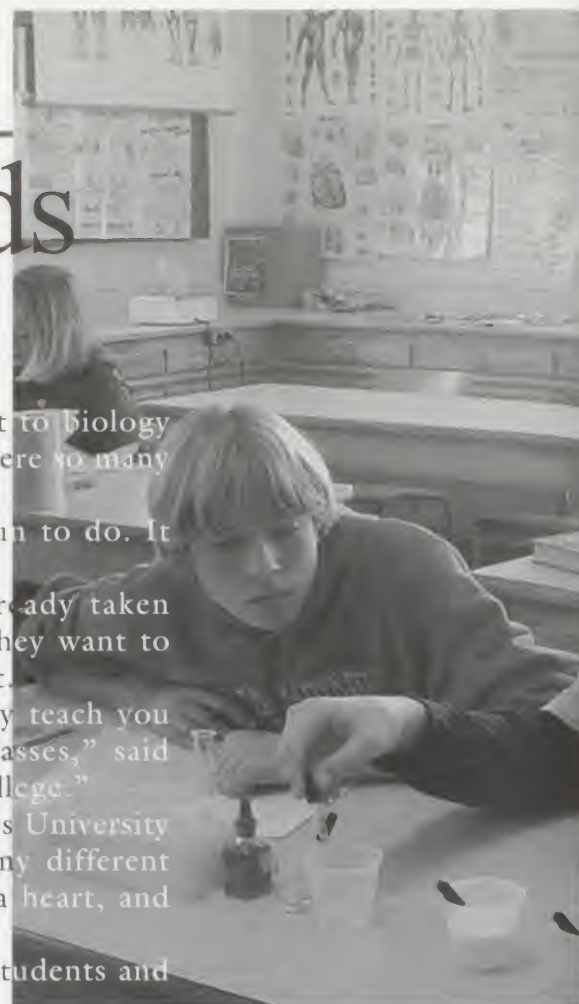 ds
t to biology
ere so many
un to do. It
ready taken
hey want to
t.
y teach you
asses,” said
llege.”
s University
ny different
a heart, and
tudents and